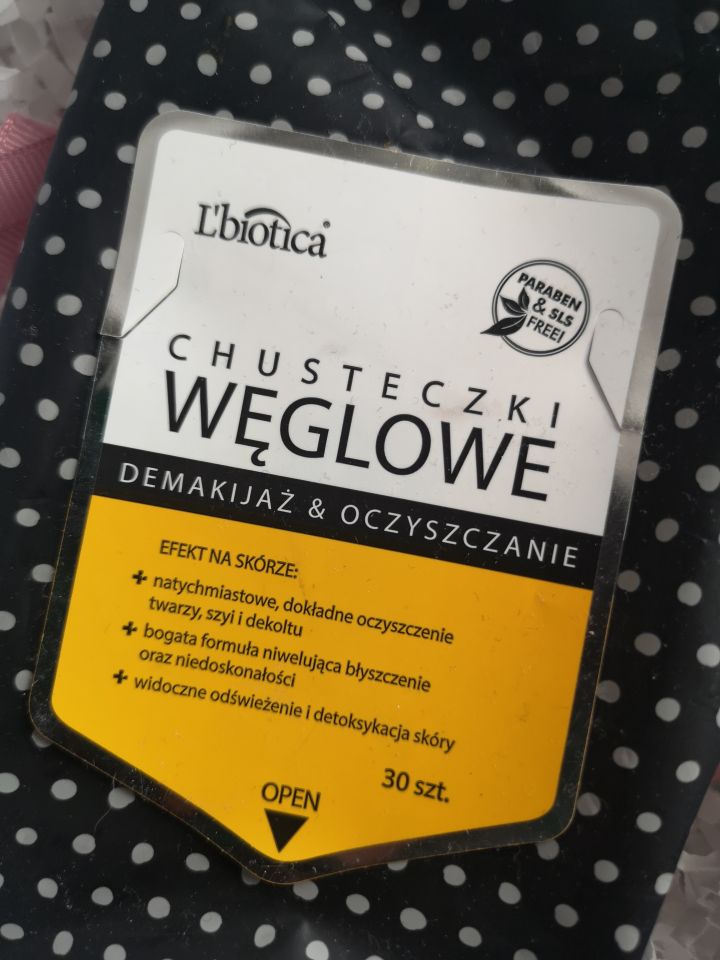 L'biotica®
PARABEN
& SLS
FREE!
CHUSTECZKI
WĘGLOWE
DEMAKIJAŻ & OCZYSZCZANIE
EFEKT NA SKÓRZE:
+ natychmiastowe, dokładne oczyszczenie
twarzy, szyi i dekoltu
+ bogata formuła niwelująca błyszczenie
oraz niedoskonałości
+ widoczne odświeżenie i detoksykacja skóry
30 szt.
OPEN